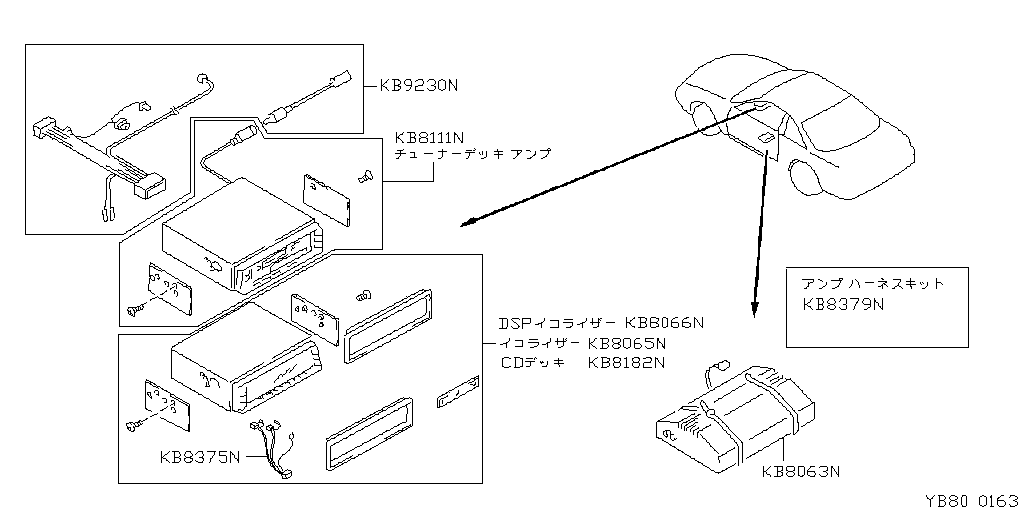 KB9230N
KB8111N
チューナーデッキ アンプ
アンプ ハーネスキット
KB8379N
DSPイコライザー KB8066N
イコライザー KB8065N
CDデッキ KB8182N
KB8375N
KB8063N
YB80 0163